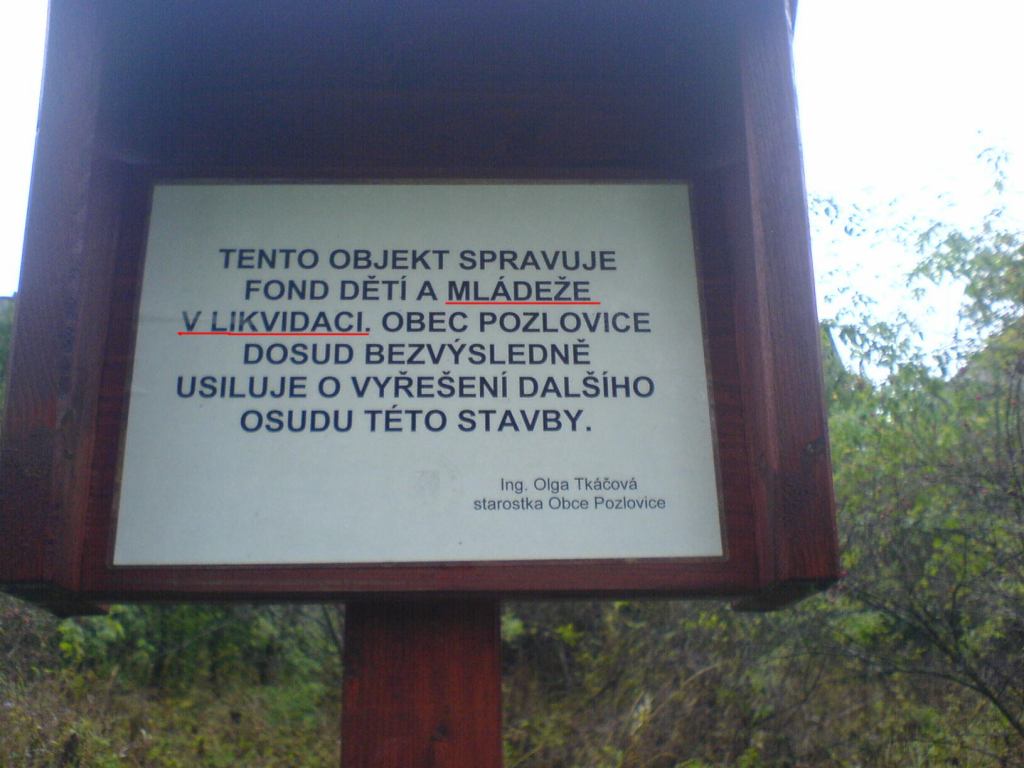 TENTO OBJEKT SPRAVUJE
FOND DĚTÍ A MLÁDEŽE
V LIKVIDACI. OBEC POZLOVICE
DOSUD BEZVÝSLEDNĚ
USILUJE O VYŘEŠENÍ DALŠÍHO
OSUDU TÉTO STAVBY.
Ing. Olga Tkáčová
starostka Obce Pozlovice